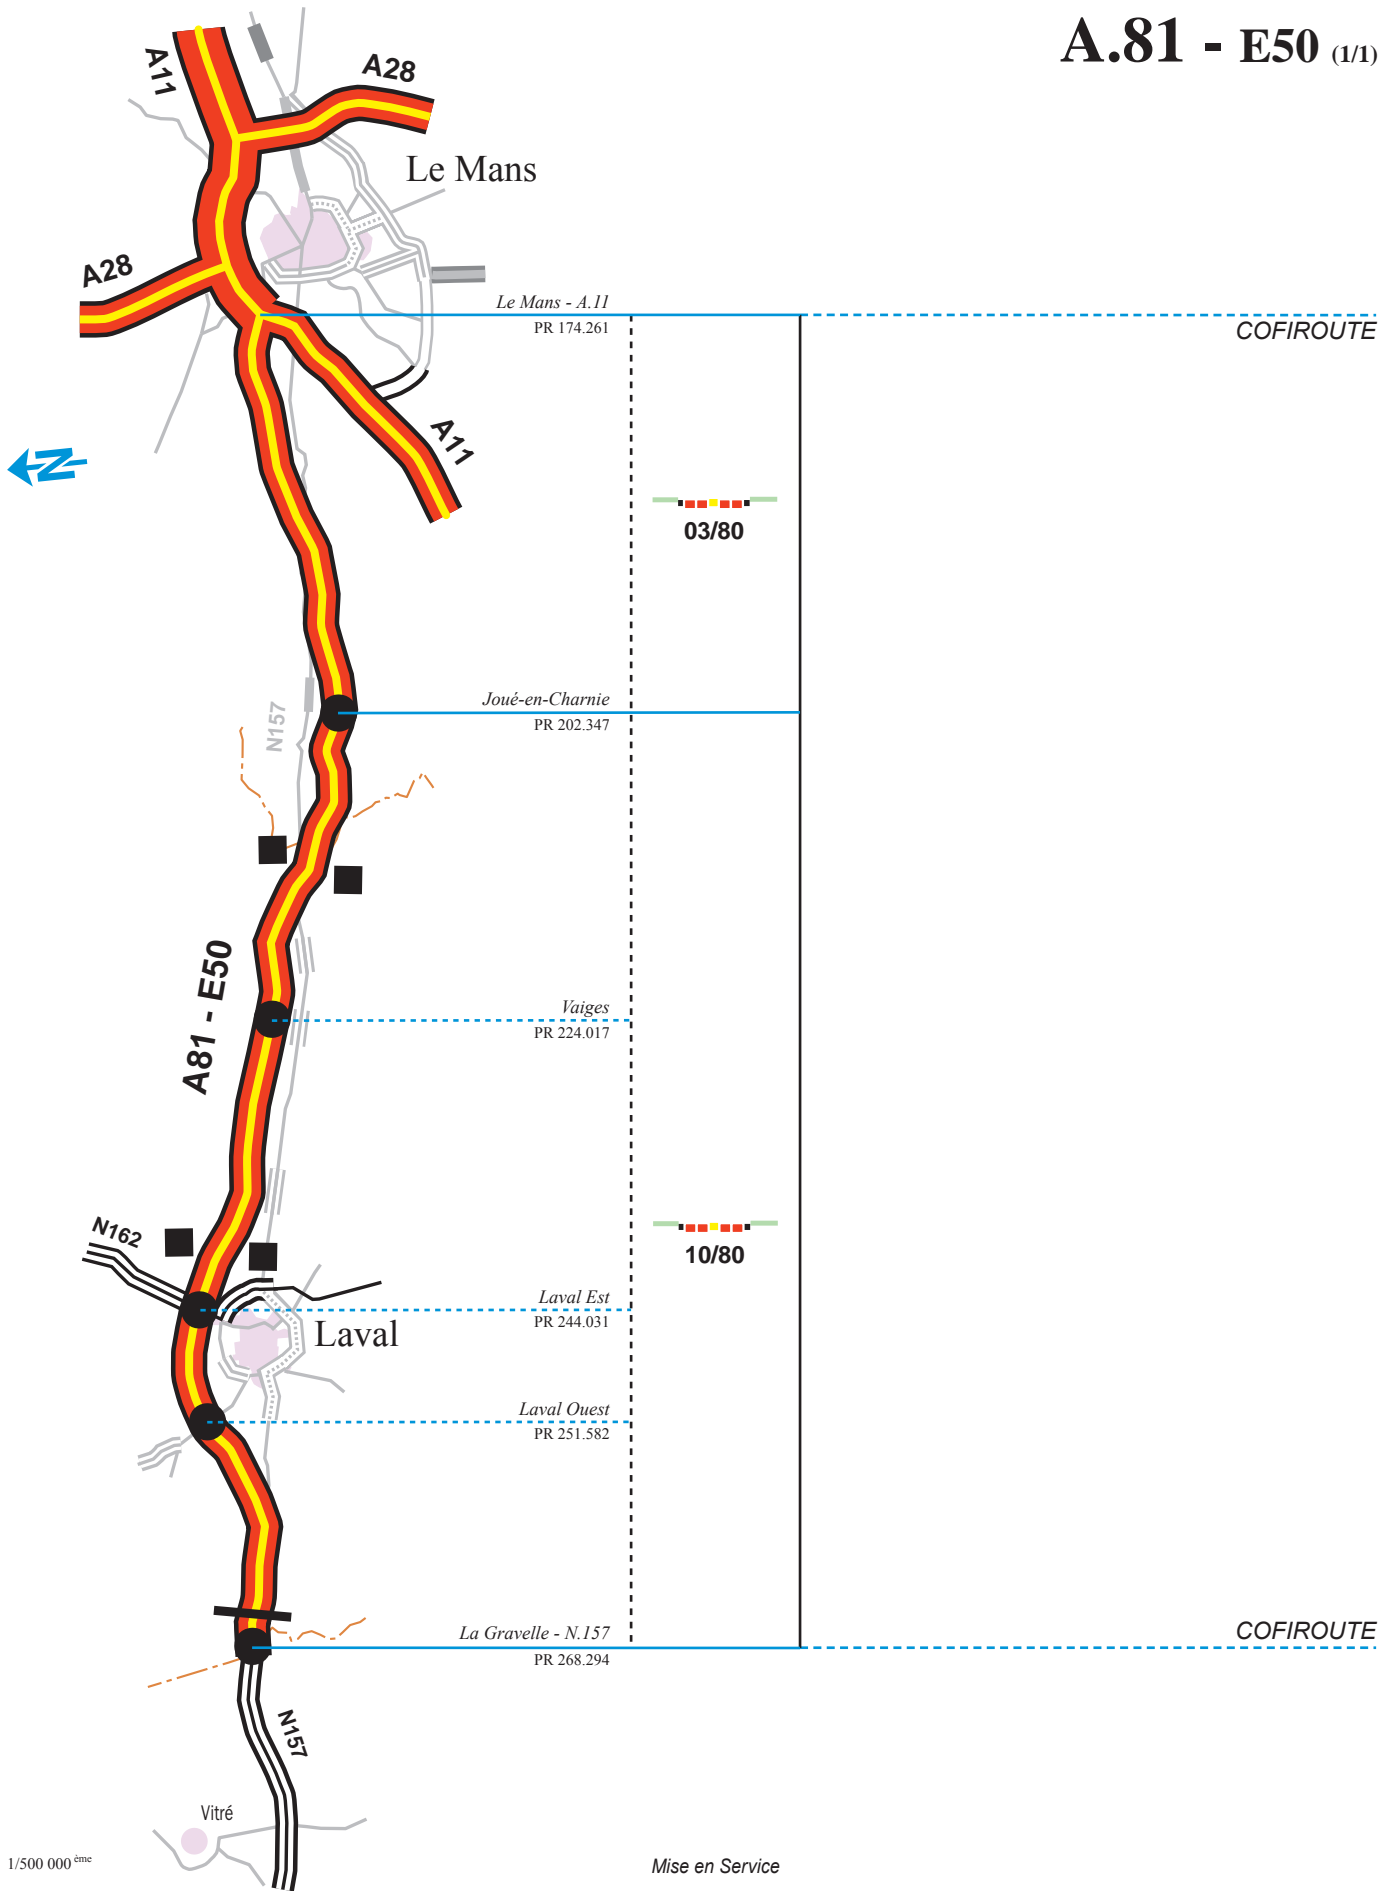 A.81 - E50 (1/1)
A11
A28
Le Mans
A28
Le Mans - A.11
PR 174.261
COFIROUTE
A11
N
03/80
Joué-en-Charnie
PR 202.347
N157
A81 - E50
Vaiges
PR 224.017
N162
10/80
Laval Est
PR 244.031
Laval
Laval Ouest
PR 251.582
La Gravelle - N.157
PR 268.294
COFIROUTE
N157
Vitré
1/500 000 ème
Mise en Service